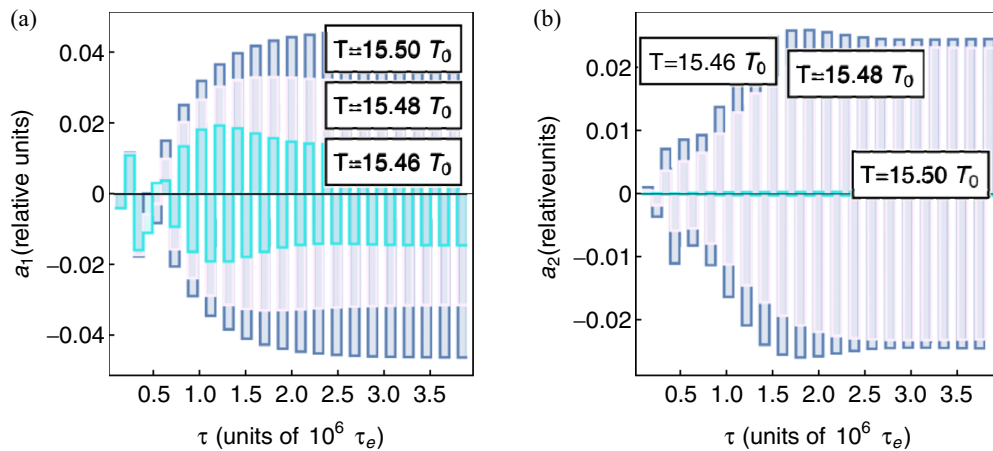 (a)
a1(relative units)
0.04
0.02
0
−0.02
−0.04
T=15.50 T0
T=15.48 T0
T=15.46 T0
0.5 1.0 1.5 2.0 2.5 3.0 3.5
τ (units of 10^6 τe)
(b)
a2(relativeunits)
0.02
0.01
0
−0.01
−0.02
T=15.46 T0
T=15.48 T0
T=15.50 T0
0.5 1.0 1.5 2.0 2.5 3.0 3.5
τ (units of 10^6 τe)